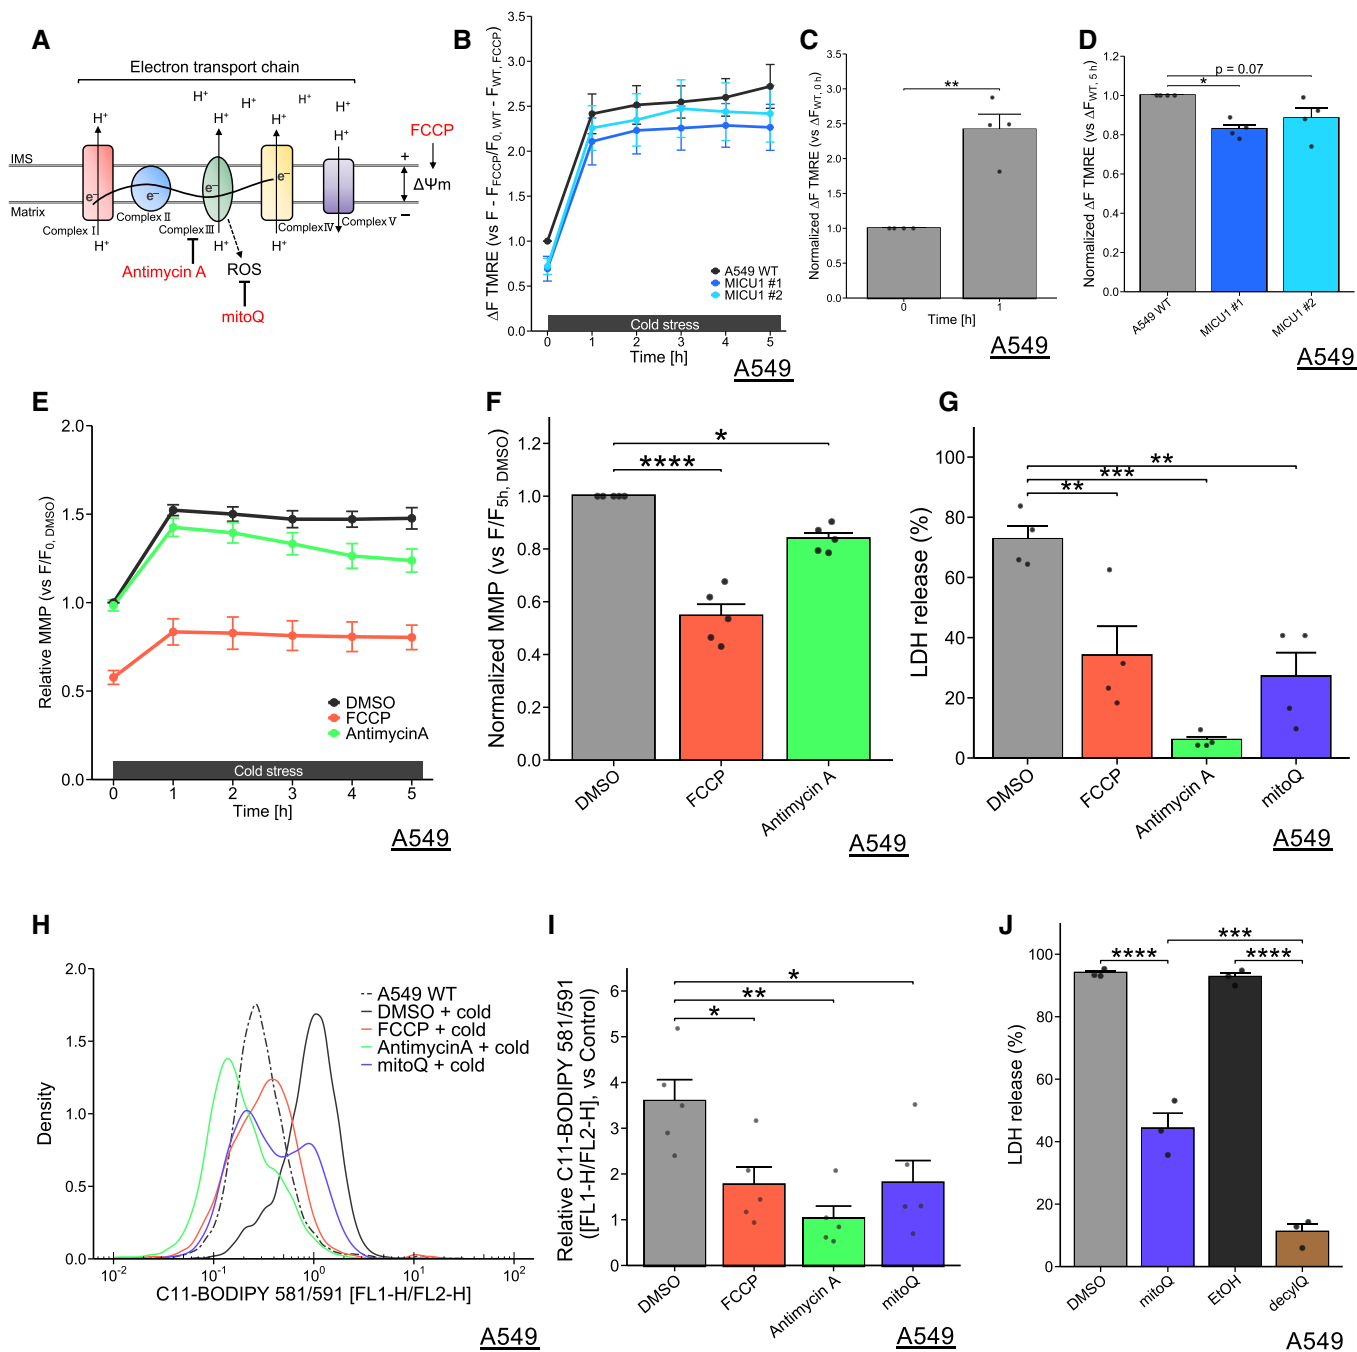 A
Electron transport chain
H⁺ H⁺ H⁺ H⁺ H⁺
H⁺ H⁺ H⁺ H⁺
FCCP
IMS
+
ΔΨm
−
Matrix
e⁻ e⁻ e⁻ e⁻
Complex I
Complex II
Complex III
Complex IV
Complex V
H⁺ H⁺ H⁺
Antimycin A
ROS
mitoQ
B
ΔF TMRE (vs F - F_FCCP/F_0, WT - F_WT, FCCP)
3.5
3.0
2.5
2.0
1.5
1.0
0.5
0.0
A549 WT
MICU1 #1
MICU1 #2
Cold stress
0 1 2 3 4 5
Time [h]
A549
C
Normalized ΔF TMRE (vs ΔF_WT, 0 h)
3.5
3.0
2.5
2.0
1.5
1.0
0.5
0.0
**
0 1
Time [h]
A549
D
Normalized ΔF TMRE (vs ΔF_WT, 5 h)
1.2
1.0
0.8
0.6
0.4
0.2
0.0
p = 0.07
*
A549 WT
MICU1 #1
MICU1 #2
A549
E
Relative MMP (vs F/F_0, DMSO)
2.0
1.5
1.0
0.5
0.0
DMSO
FCCP
AntimycinA
Cold stress
0 1 2 3 4 5
Time [h]
A549
F
Normalized MMP (vs F/F_5h, DMSO)
1.2
1.0
0.8
0.6
0.4
0.2
0.0
*
****
DMSO
FCCP
Antimycin A
A549
G
LDH release (%)
100
80
60
40
20
0
**
***
**
DMSO
FCCP
Antimycin A
mitoQ
A549
H
Density
2.0
1.5
1.0
0.5
0.0
A549 WT
DMSO + cold
FCCP + cold
AntimycinA + cold
mitoQ + cold
10⁻² 10⁻¹ 10⁰ 10¹ 10²
C11-BODIPY 581/591 [FL1-H/FL2-H]
A549
I
Relative C11-BODIPY 581/591
([FL1-H/FL2-H], vs Control)
6
5
4
3
2
1
0
*
**
*
DMSO
FCCP
Antimycin A
mitoQ
A549
J
LDH release (%)
100
80
60
40
20
0
***
**** ****
DMSO
mitoQ
EtOH
decylQ
A549